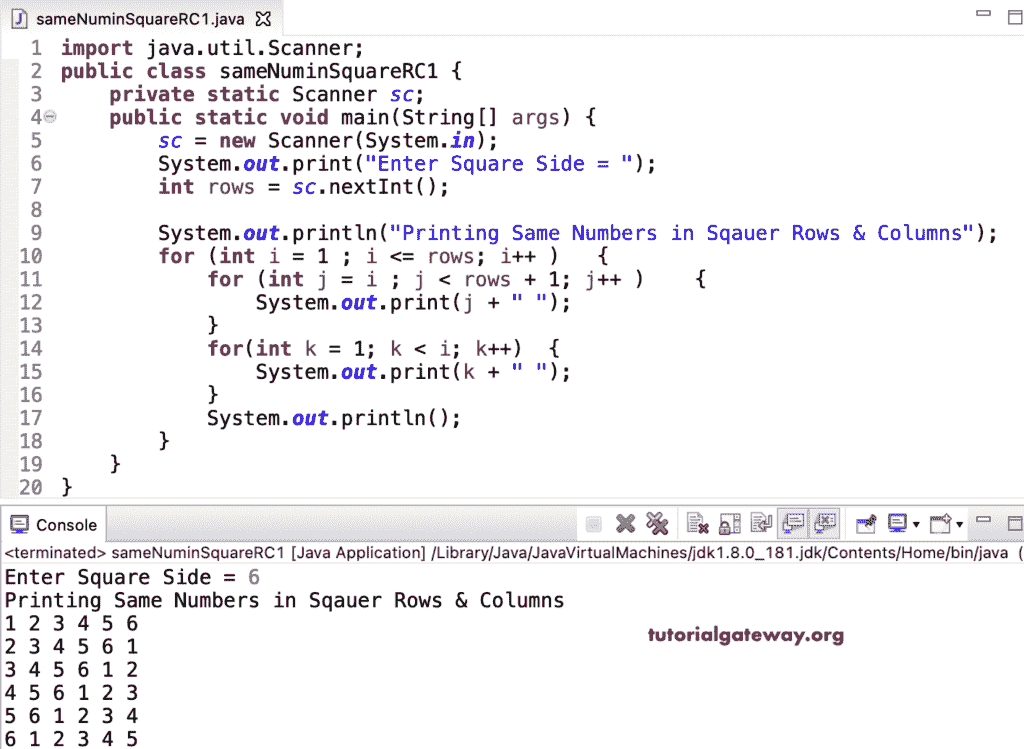 sameNuminSquareRC1.java
1 import java.util.Scanner;
2 public class sameNuminSquareRC1 {
3     private static Scanner sc;
4     public static void main(String[] args) {
5         sc = new Scanner(System.in);
6         System.out.print("Enter Square Side = ");
7         int rows = sc.nextInt();
8
9         System.out.println("Printing Same Numbers in Sqauer Rows & Columns");
10         for (int i = 1 ; i <= rows; i++ )   {
11             for (int j = i ; j < rows + 1; j++ )    {
12                 System.out.print(j + " ");
13             }
14             for(int k = 1; k < i; k++)  {
15                 System.out.print(k + " ");
16             }
17             System.out.println();
18         }
19     }
20 }
Console
<terminated> sameNuminSquareRC1 [Java Application] /Library/Java/JavaVirtualMachines/jdk1.8.0_181.jdk/Contents/Home/bin/java (
Enter Square Side = 6
Printing Same Numbers in Sqauer Rows & Columns
1 2 3 4 5 6
2 3 4 5 6 1
tutorialgateway.org
3 4 5 6 1 2
4 5 6 1 2 3
5 6 1 2 3 4
6 1 2 3 4 5